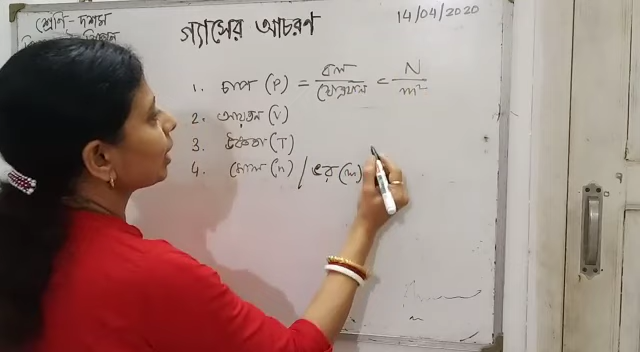 শ্রেণি - দশম
গ্যাসের আচরণ
14/04/2020
1. চাপ (P) = বল / ক্ষেত্রফল = N / m²
2. আয়তন (V)
3. উষ্ণতা (T)
4. মোল (n) / ভর (m)